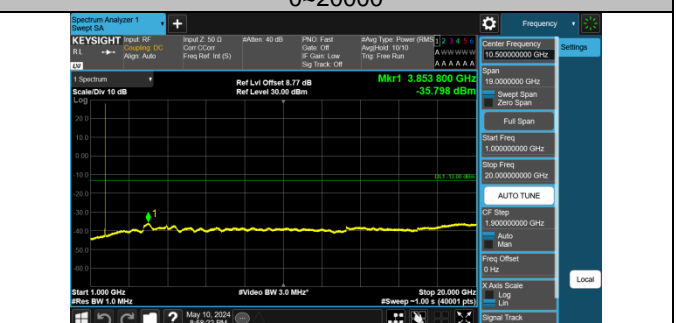 0~20000
Spectrum Analyzer 1
Swept SA
Frequency
KEYSIGHT
RL
Input: RF
Coupling: DC
Align: Auto
Input Z: 50 Ω
Corr CCorr
Freq Ref: Int (S)
#Atten: 40 dB
PNO: Fast
Gate: Off
IF Gain: Low
Sig Track: Off
#Avg Type: Power (RMS)
Avg|Hold: 10/10
Trig: Free Run
1 2 3 4 5 6
A W W W W W
A A A A A A
1 Spectrum
Scale/Div 10 dB
Ref Lvl Offset 8.77 dB
Ref Level 30.00 dBm
Mkr1 3.853 800 GHz
-35.798 dBm
Log
20.0
10.0
0.00
-10.0
DL1 -13.00 dBm
-20.0
-30.0
1
-40.0
-50.0
-60.0
Start 1.000 GHz
#Res BW 1.0 MHz
#Video BW 3.0 MHz*
Stop 20.000 GHz
#Sweep ~1.00 s (40001 pts)
May 10, 2024
Center Frequency
10.500000000 GHz
Settings
Span
19.0000000 GHz
Swept Span
Zero Span
Full Span
Start Freq
1.000000000 GHz
Stop Freq
20.000000000 GHz
AUTO TUNE
CF Step
1.900000000 GHz
Auto
Man
Freq Offset
0 Hz
X Axis Scale
Log
Lin
Local
Signal Track